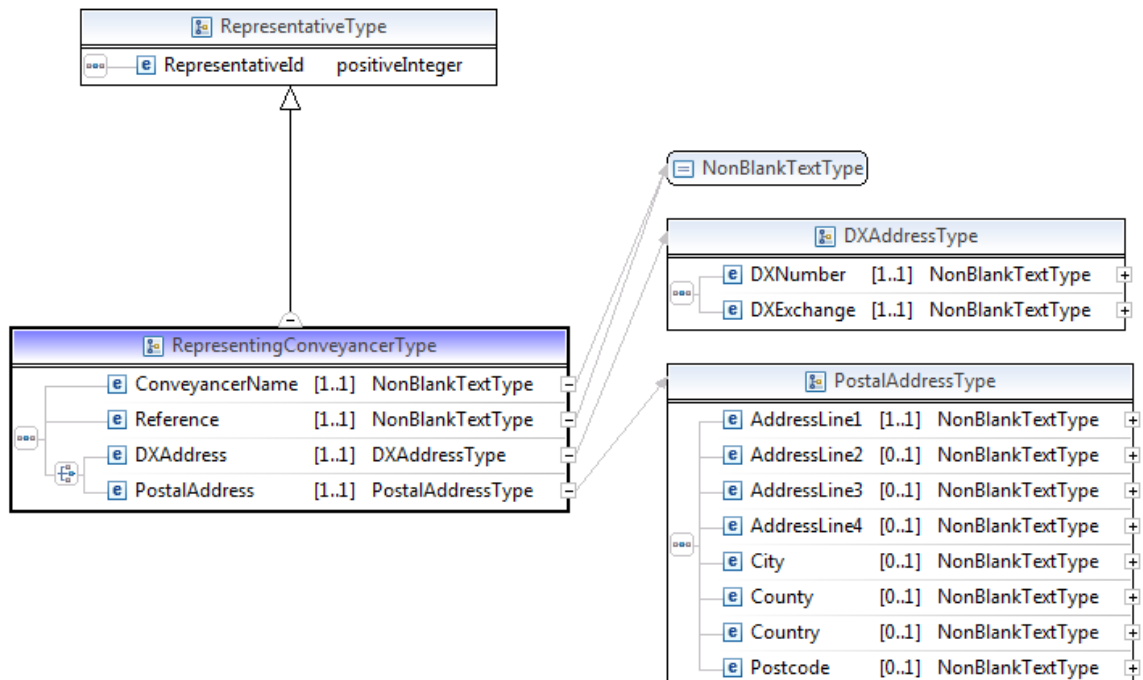 RepresentativeType
e RepresentativeId positiveInteger
NonBlankTextType
DXAddressType
e DXNumber [1..1] NonBlankTextType
e DXExchange [1..1] NonBlankTextType
RepresentingConveyancerType
e ConveyancerName [1..1] NonBlankTextType
e Reference [1..1] NonBlankTextType
e DXAddress [1..1] DXAddressType
e PostalAddress [1..1] PostalAddressType
PostalAddressType
e AddressLine1 [1..1] NonBlankTextType
e AddressLine2 [0..1] NonBlankTextType
e AddressLine3 [0..1] NonBlankTextType
e AddressLine4 [0..1] NonBlankTextType
e City [0..1] NonBlankTextType
e County [0..1] NonBlankTextType
e Country [0..1] NonBlankTextType
e Postcode [0..1] NonBlankTextType